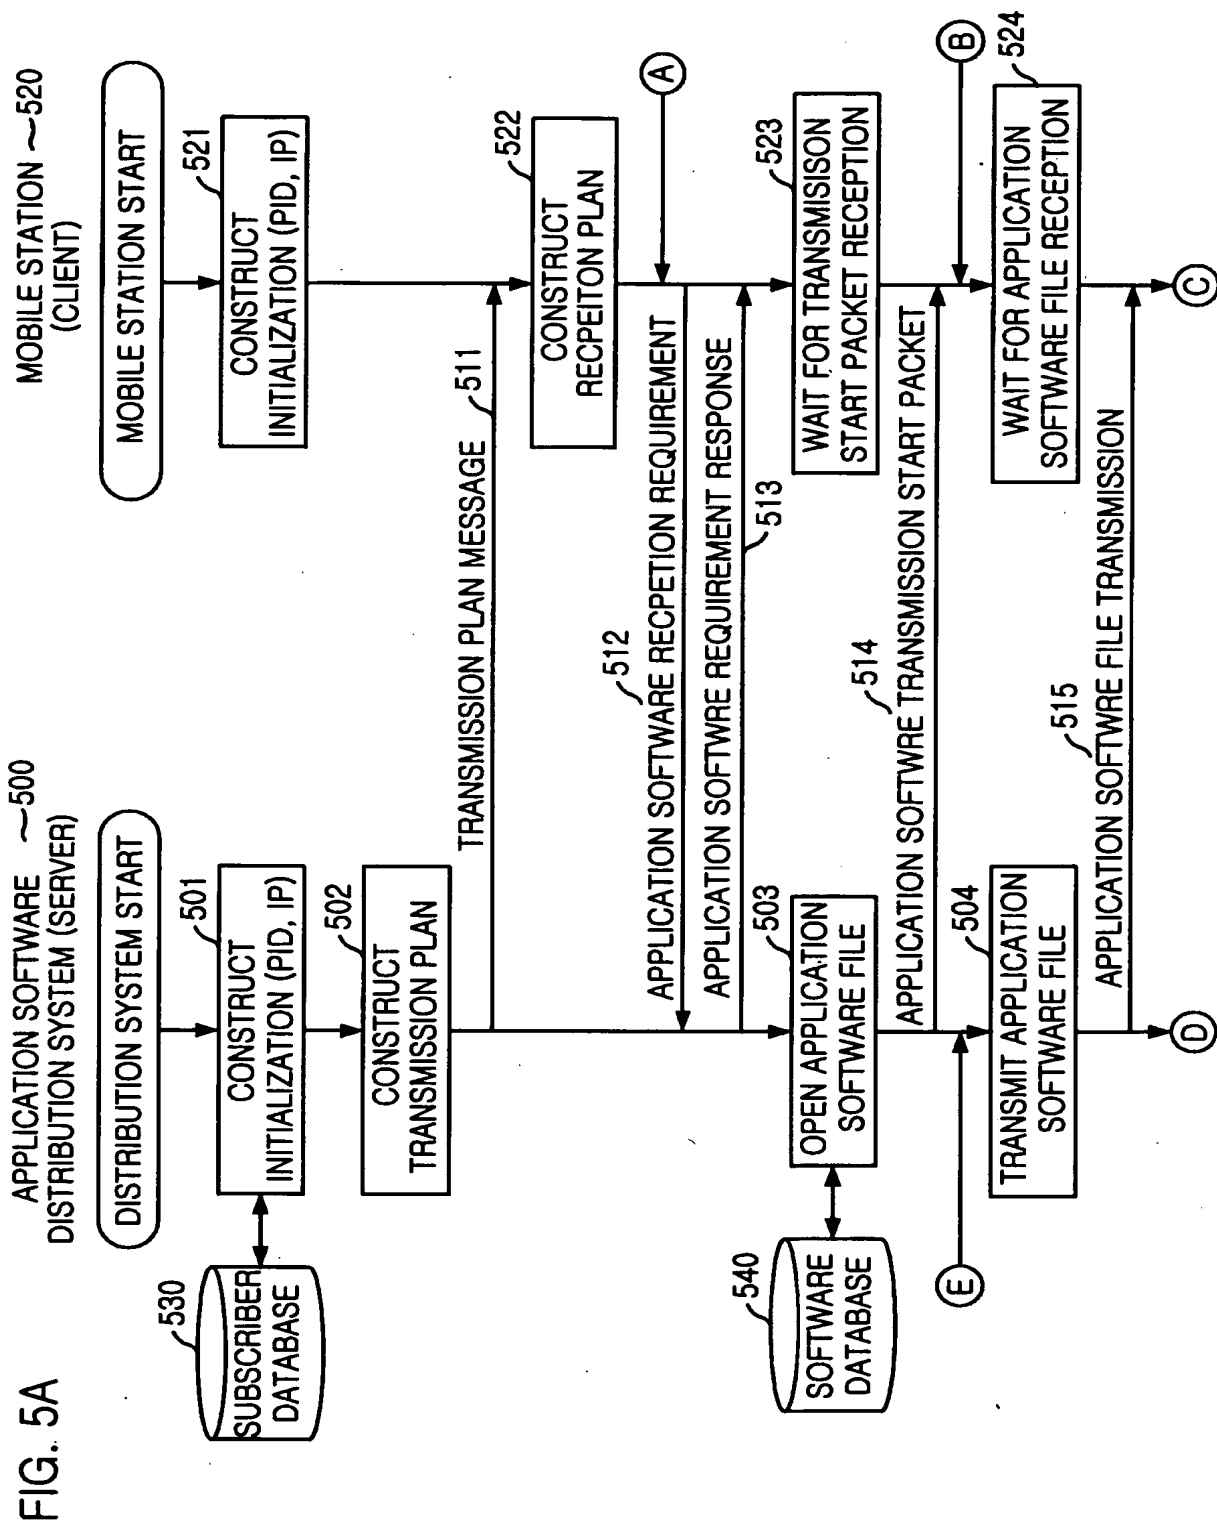 FIG. 5A
APPLICATION SOFTWARE
DISTRIBUTION SYSTEM (SERVER)
~500
MOBILE STATION ~520
(CLIENT)
DISTRIBUTION SYSTEM START
MOBILE STATION START
530
SUBSCRIBER
DATABASE
501
CONSTRUCT
INITIALIZATION (PID, IP)
521
CONSTRUCT
INITIALIZATION (PID, IP)
502
CONSTRUCT
TRANSMISSION PLAN
TRANSMISSION PLAN MESSAGE
511
522
CONSTRUCT
RECPEITON PLAN
A
512
APPLICATION SOFTWARE RECPETION REQUIREMENT
APPLICATION SOFTWRE REQUIREMENT RESPONSE
513
540
SOFTWARE
DATABASE
503
OPEN APPLICATION
SOFTWARE FILE
523
WAIT FOR TRANSMISISON
START PACKET RECEPTION
514
APPLICATION SOFTWRE TRANSMISSION START PACKET
E
B
504
TRANSMIT APPLICATION
SOFTWARE FILE
524
WAIT FOR APPLICATION
SOFTWARE FILE RECEPTION
515
APPLICATION SOFTWRE FILE TRANSMISSION
D
C